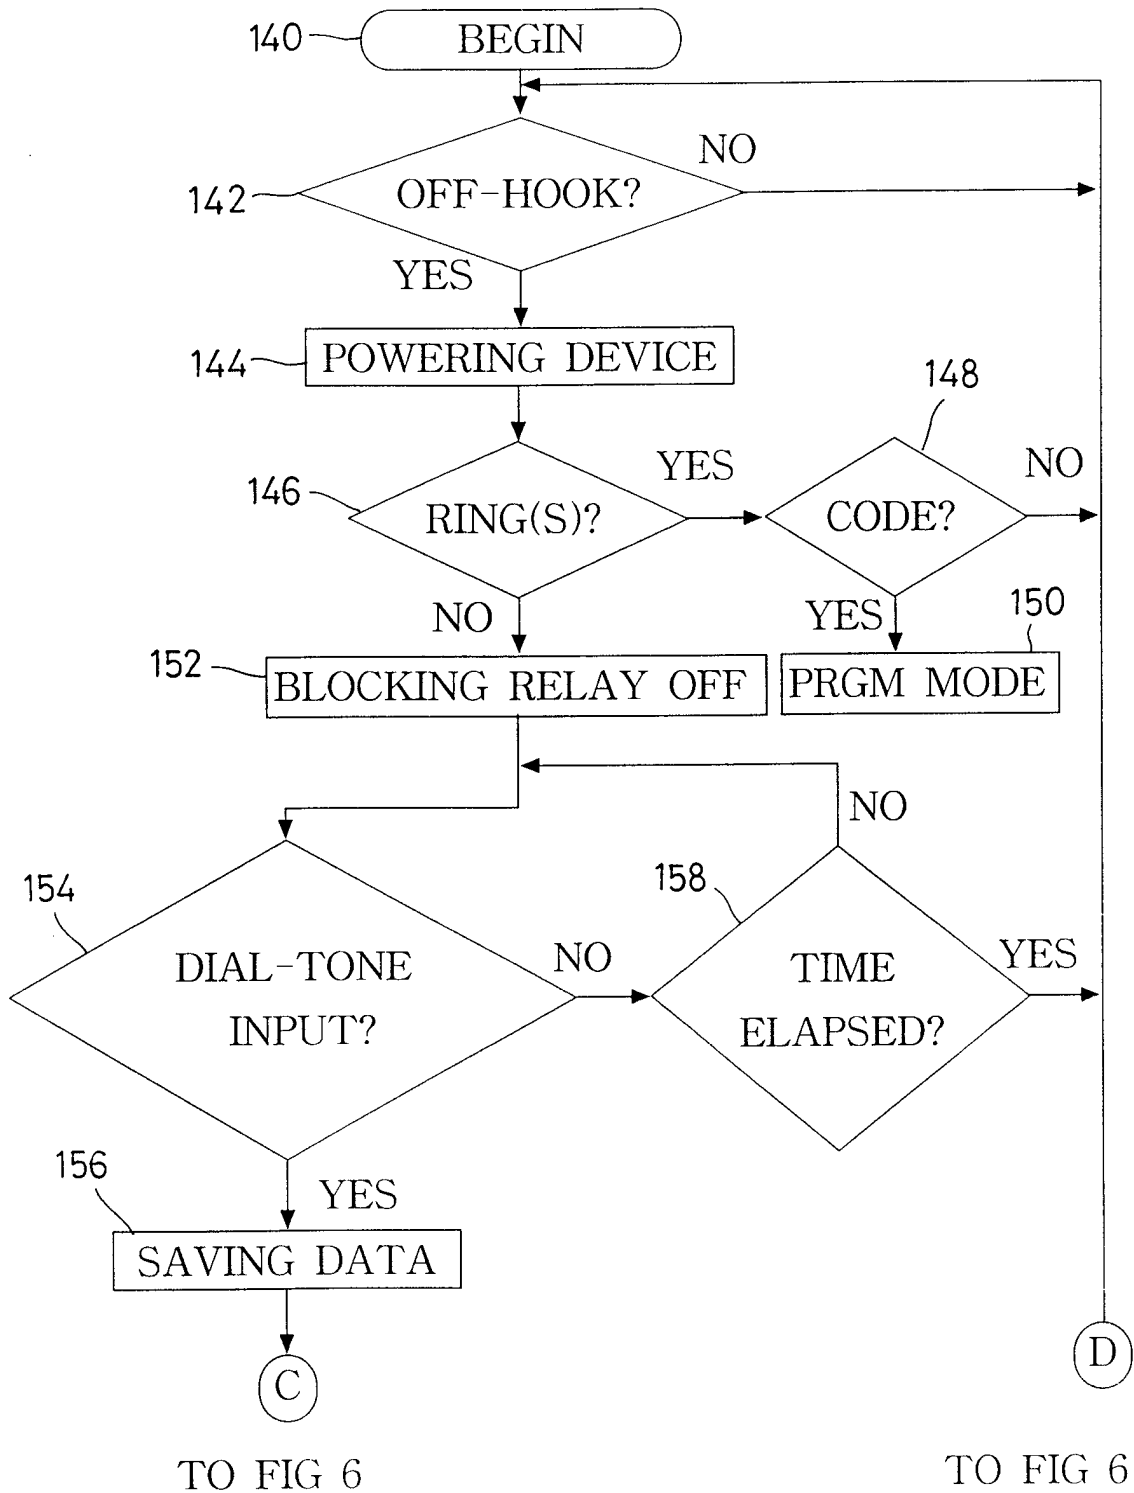 140
BEGIN
NO
142
OFF-HOOK?
YES
144
POWERING DEVICE
148
146
RING(S)?
YES
CODE?
NO
NO
YES
150
152
BLOCKING RELAY OFF
PRGM MODE
NO
154
158
DIAL-TONE
INPUT?
NO
TIME
ELAPSED?
YES
156
YES
SAVING DATA
C
D
TO FIG 6
TO FIG 6